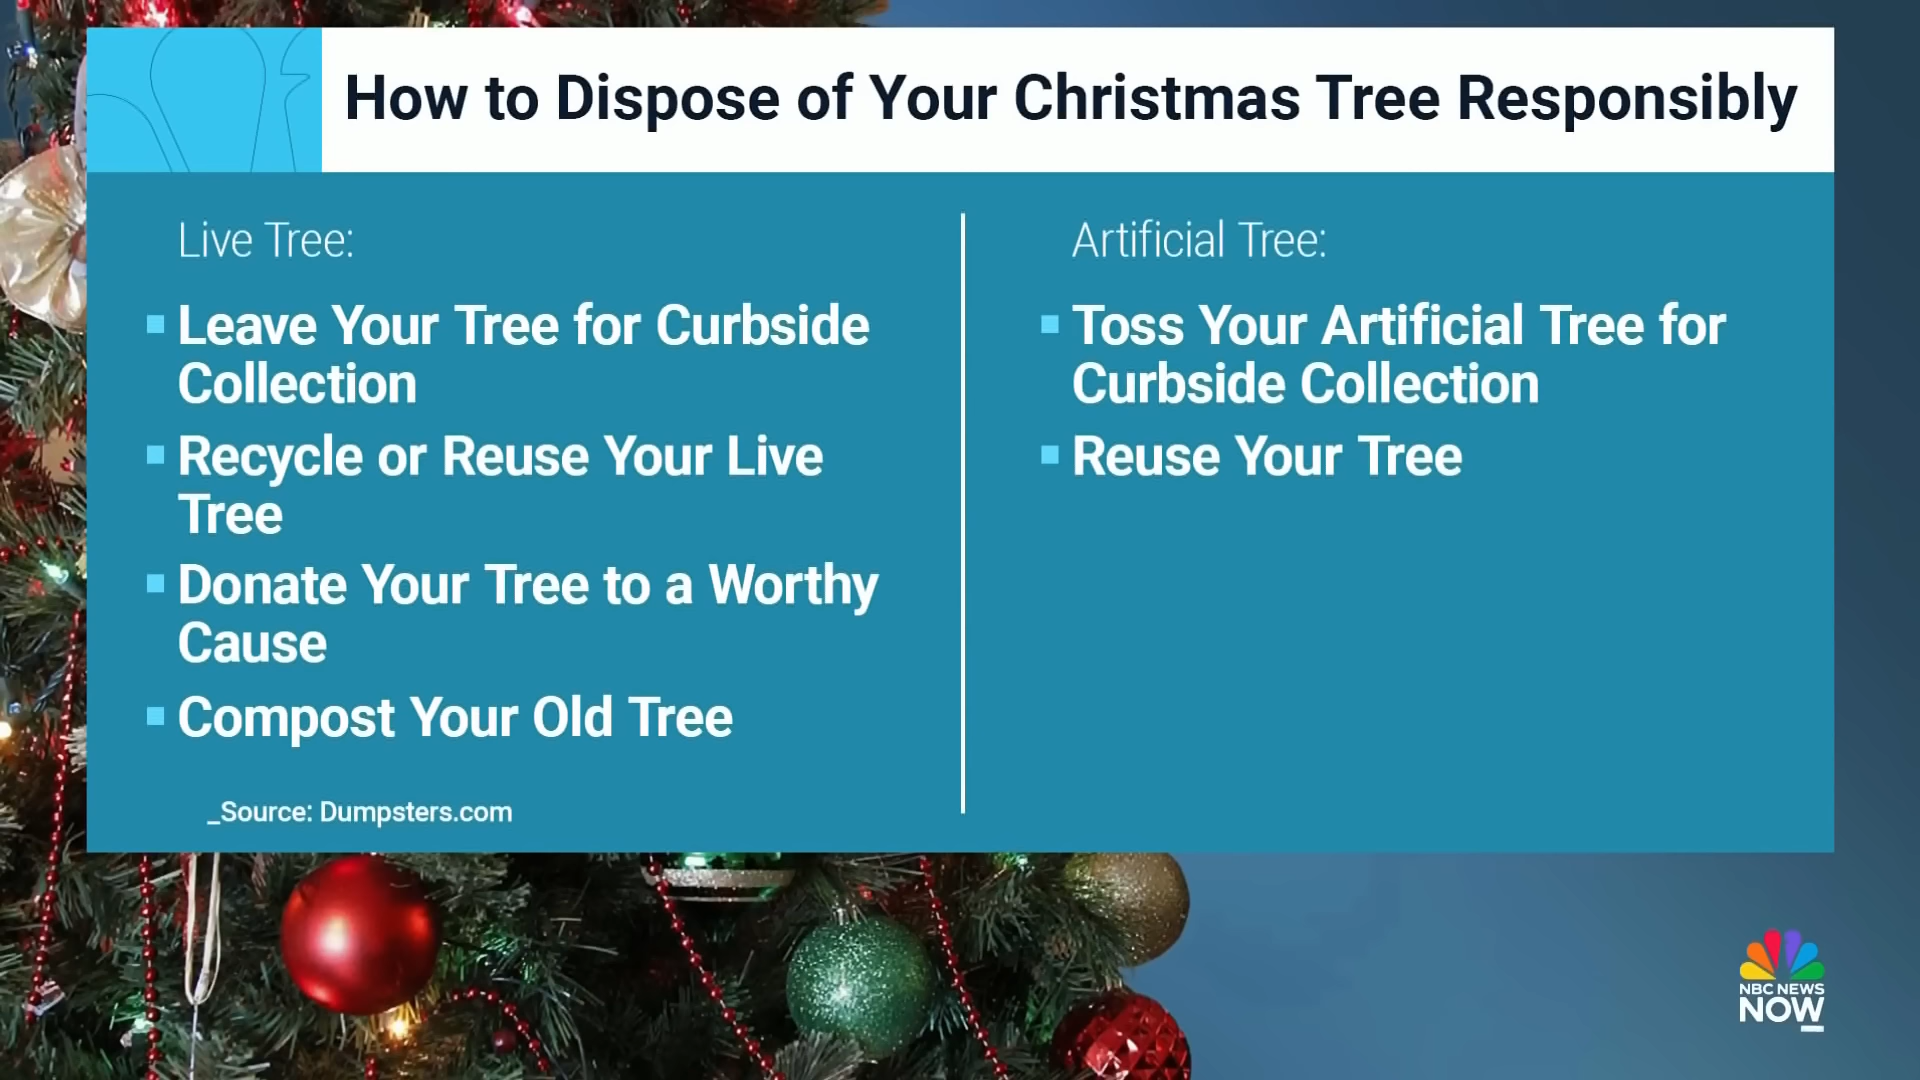 How to Dispose of Your Christmas Tree Responsibly
Live Tree:
Leave Your Tree for Curbside
Collection
Recycle or Reuse Your Live
Tree
Donate Your Tree to a Worthy
Cause
Compost Your Old Tree
_Source: Dumpsters.com
Artificial Tree:
Toss Your Artificial Tree for
Curbside Collection
Reuse Your Tree
NBC NEWS
NOW